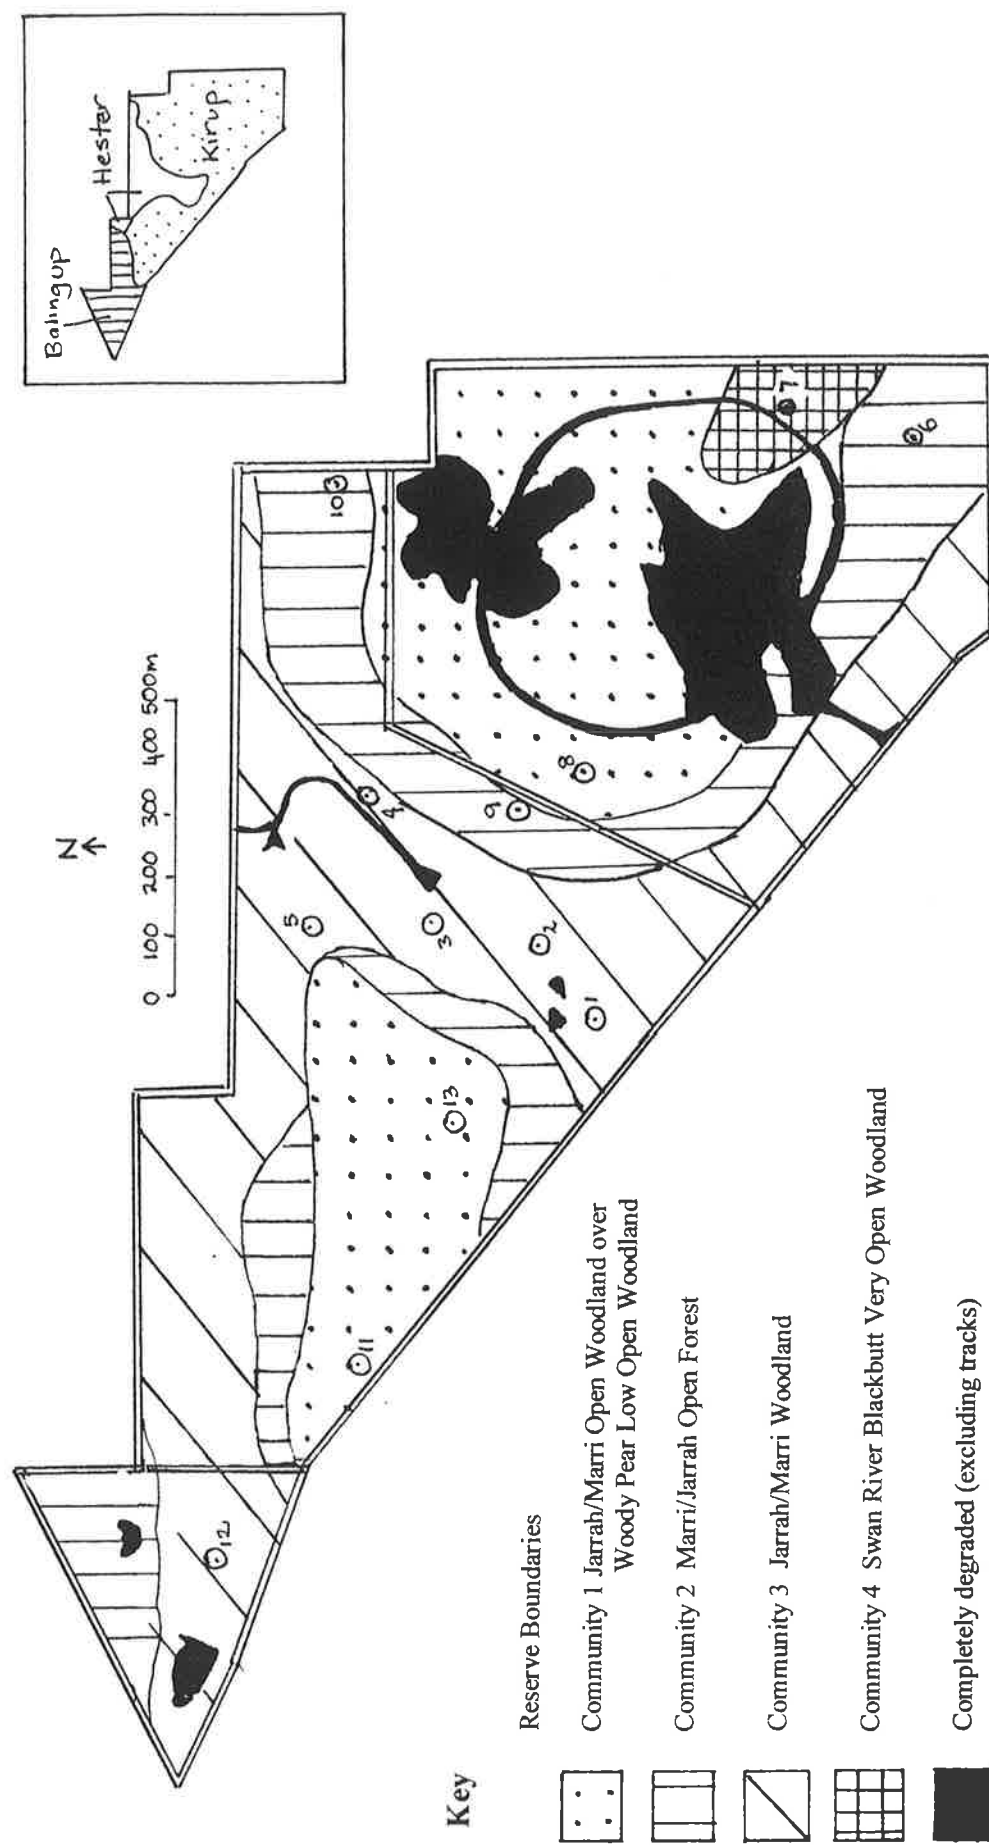 Balingup
Hester
Kirup
N
0 100 200 300 400 500m
10
7
6
4
8
9
5
3
2
1
13
11
12
Key
Reserve Boundaries
Community 1 Jarrah/Marri Open Woodland over
Woody Pear Low Open Woodland
Community 2 Marri/Jarrah Open Forest
Community 3 Jarrah/Marri Woodland
Community 4 Swan River Blackbutt Very Open Woodland
Completely degraded (excluding tracks)